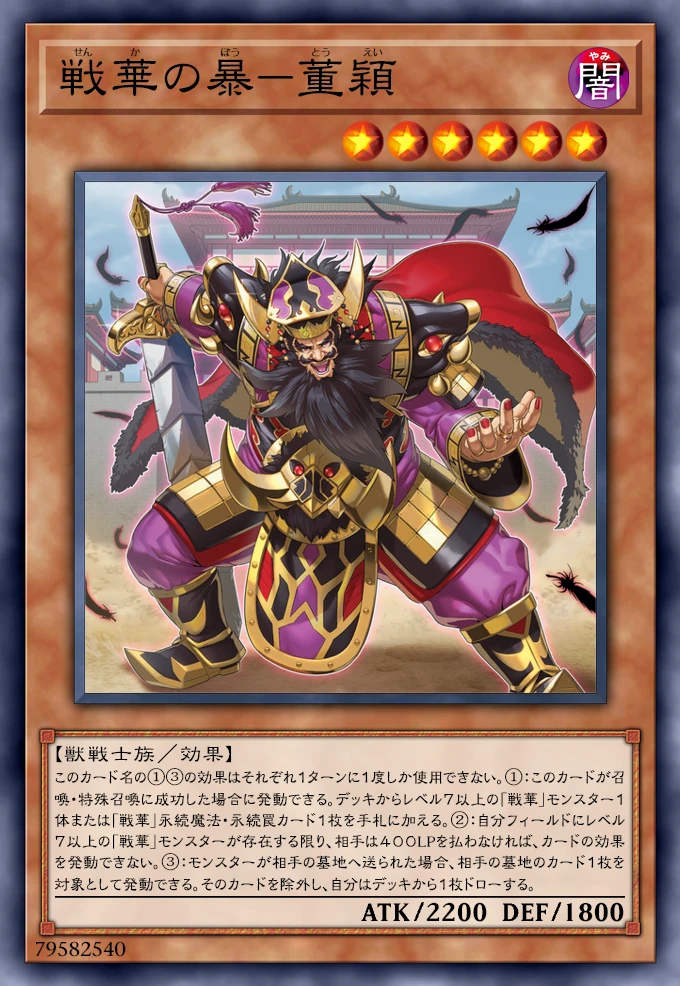 せん か ぼう とう えい
戦華の暴－董穎
やみ
闇
【獣戦士族／効果】
このカード名の①③の効果はそれぞれ１ターンに１度しか使用できない。①：このカードが召
喚・特殊召喚に成功した場合に発動できる。デッキからレベル７以上の「戦華」モンスター１
体または「戦華」永続魔法・永続罠カード１枚を手札に加える。②：自分フィールドにレベル
７以上の「戦華」モンスターが存在する限り、相手は４００LPを払わなければ、カードの効果
を発動できない。③：モンスターが相手の墓地へ送られた場合、相手の墓地のカード１枚を
対象として発動できる。そのカードを除外し、自分はデッキから１枚ドローする。
ATK/2200 DEF/1800
79582540